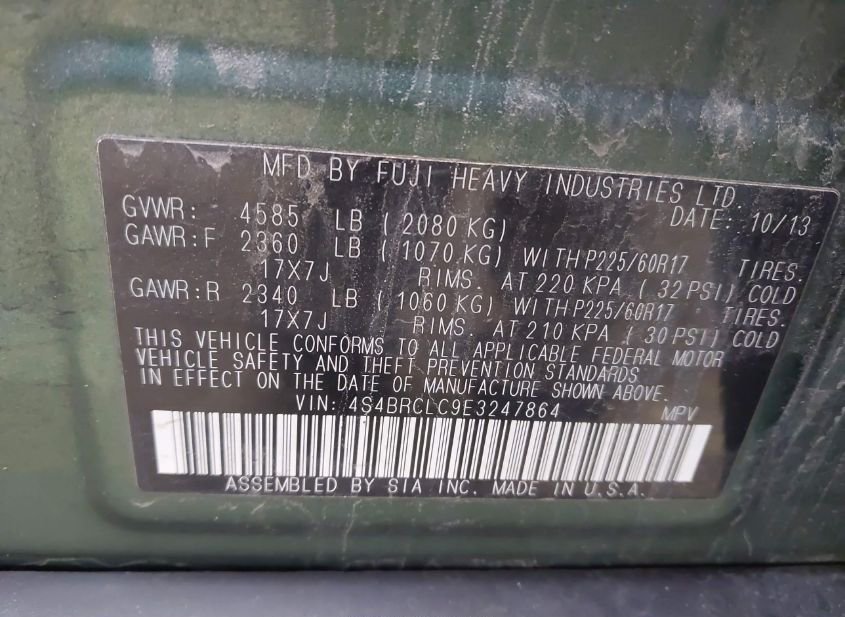 MFD BY FUJI HEAVY INDUSTRIES LTD.
DATE: 10/13
GVWR: 4585 LB ( 2080 KG)
GAWR:F 2360 LB ( 1070 KG) WITH P225/60R17 TIRES.
17X7J RIMS. AT 220 KPA ( 32 PSI) COLD
GAWR:R 2340 LB ( 1060 KG) WITH P225/60R17 TIRES.
17X7J RIMS. AT 210 KPA ( 30 PSI) COLD
THIS VEHICLE CONFORMS TO ALL APPLICABLE FEDERAL MOTOR
VEHICLE SAFETY AND THEFT PREVENTION STANDARDS
IN EFFECT ON THE DATE OF MANUFACTURE SHOWN ABOVE.
VIN: 4S4BRCLC9E3247864 MPV
ASSEMBLED BY SIA INC. MADE IN U.S.A.